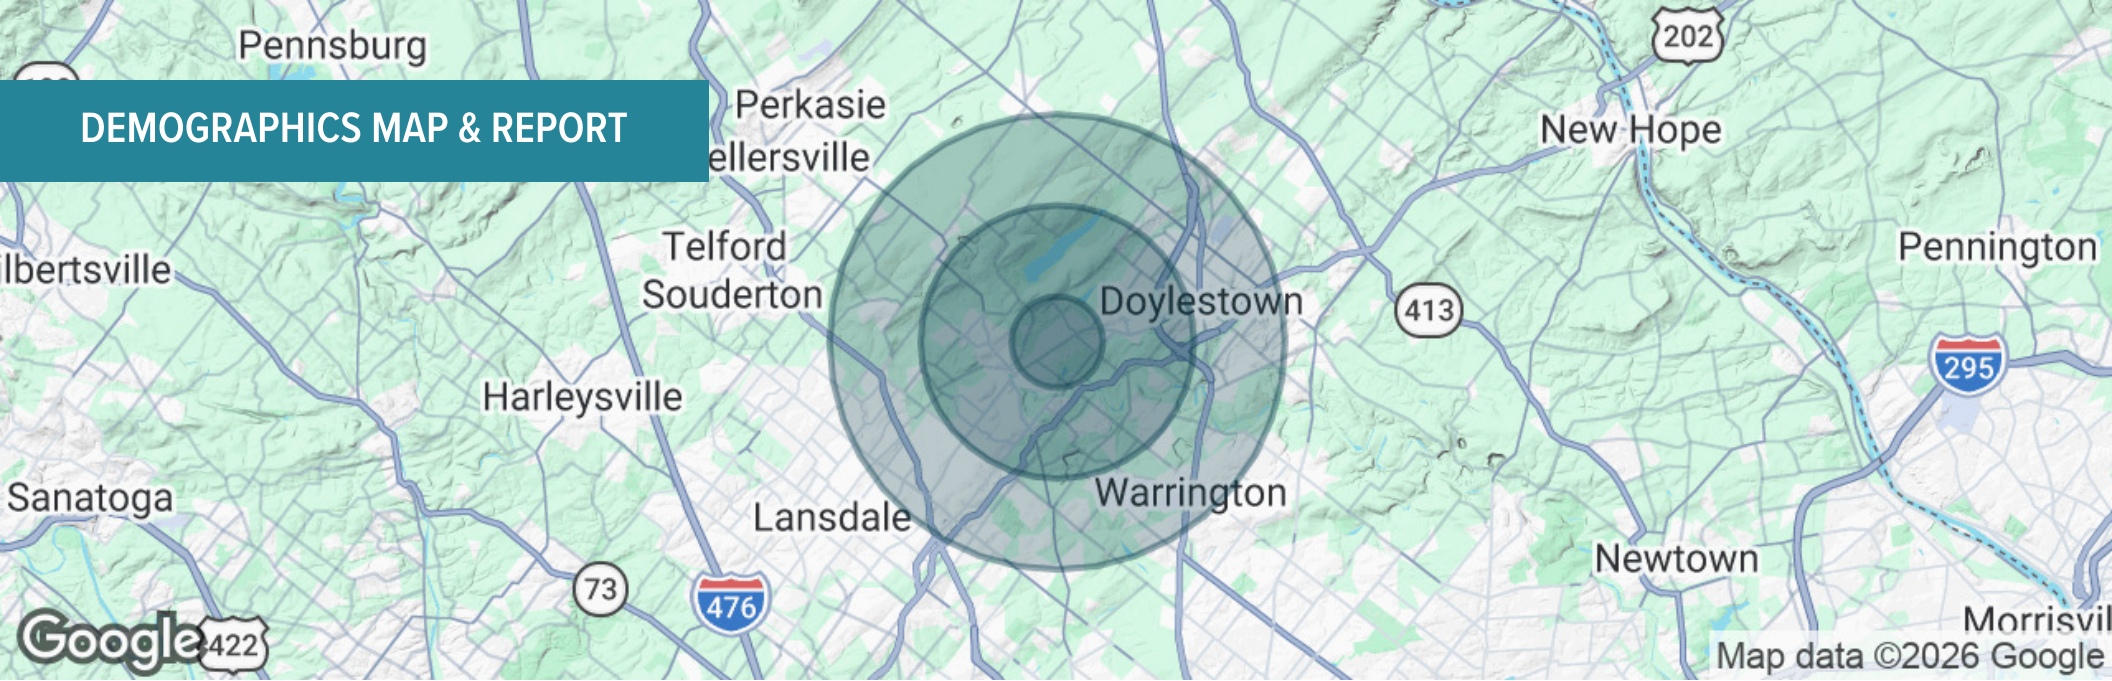 Pennsburg
202
Perkasie
DEMOGRAPHICS MAP & REPORT
New Hope
ellersville
Telford
Pennington
ilbertsville
Souderton
Doylestown
413
295
Harleysville
Sanatoga
Warrington
Lansdale
Newtown
73
476
Morrisvil
Google
422
Map data ©2026 Google